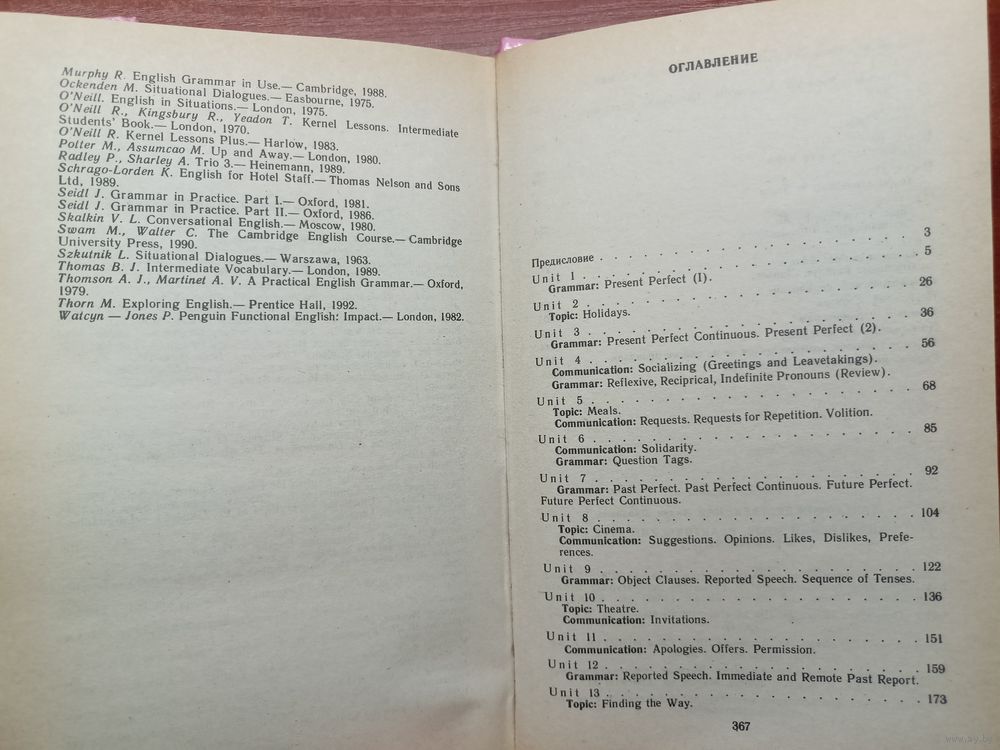 Murphy R. English Grammar in Use.— Cambridge, 1988.
Ockenden M. Situational Dialogues.— Easbourne, 1975.
O'Neill. English in Situations.— London, 1975.
O'Neill R., Kingsbury R., Yeadon T. Kernel Lessons. Intermediate
Students' Book.— London, 1970.
O'Neill R. Kernel Lessons Plus.— Harlow, 1983.
Potter M., Assumcao M. Up and Away.— London, 1980.
Radley P., Sharley A. Trio 3.— Heinemann, 1989.
Schrago-Lorden K. English for Hotel Staff.— Thomas Nelson and Sons
Ltd, 1989.
Seidl J. Grammar in Practice. Part I.— Oxford, 1981.
Seidl J. Grammar in Practice. Part II.— Oxford, 1986.
Skalkin V. L. Conversational English.— Moscow, 1980.
Swam M., Walter C. The Cambridge English Course.— Cambridge
University Press, 1990.
Szkutnik L. Situational Dialogues.— Warszawa, 1963.
Thomas B. J. Intermediate Vocabulary.— London, 1989.
Thomson A. J., Martinet A. V. A Practical English Grammar.— Oxford,
1979.
Thorn M. Exploring English.— Prentice Hall, 1992.
Watcyn — Jones P. Penguin Functional English: Impact.— London, 1982.
ОГЛАВЛЕНИЕ
Предисловие . . . . . . . . . . . . . . . . 3
Unit 1 . . . . . . . . . . . . . . . . 5
Grammar: Present Perfect (I).
Unit 2 . . . . . . . . . . . . . . . . 26
Topic: Holidays.
Unit 3 . . . . . . . . . . . . . . . . 36
Grammar: Present Perfect Continuous. Present Perfect (2).
Unit 4 . . . . . . . . . . . . . . . . 56
Communication: Socializing (Greetings and Leavetakings).
Grammar: Reflexive, Reciprical, Indefinite Pronouns (Review).
Unit 5 . . . . . . . . . . . . . . . . 68
Topic: Meals.
Communication: Requests. Requests for Repetition. Volition.
Unit 6 . . . . . . . . . . . . . . . . 85
Communication: Solidarity.
Grammar: Question Tags.
Unit 7 . . . . . . . . . . . . . . . . 92
Grammar: Past Perfect. Past Perfect Continuous. Future Perfect.
Future Perfect Continuous.
Unit 8 . . . . . . . . . . . . . . . . 104
Topic: Cinema.
Communication: Suggestions. Opinions. Likes, Dislikes, Prefe-
rences.
Unit 9 . . . . . . . . . . . . . . . . 122
Grammar: Object Clauses. Reported Speech. Sequence of Tenses.
Unit 10 . . . . . . . . . . . . . . . . 136
Topic: Theatre.
Communication: Invitations.
Unit 11 . . . . . . . . . . . . . . . . 151
Communication: Apologies. Offers. Permission.
Unit 12 . . . . . . . . . . . . . . . . 159
Grammar: Reported Speech. Immediate and Remote Past Report.
Unit 13 . . . . . . . . . . . . . . . . 173
Topic: Finding the Way.
367